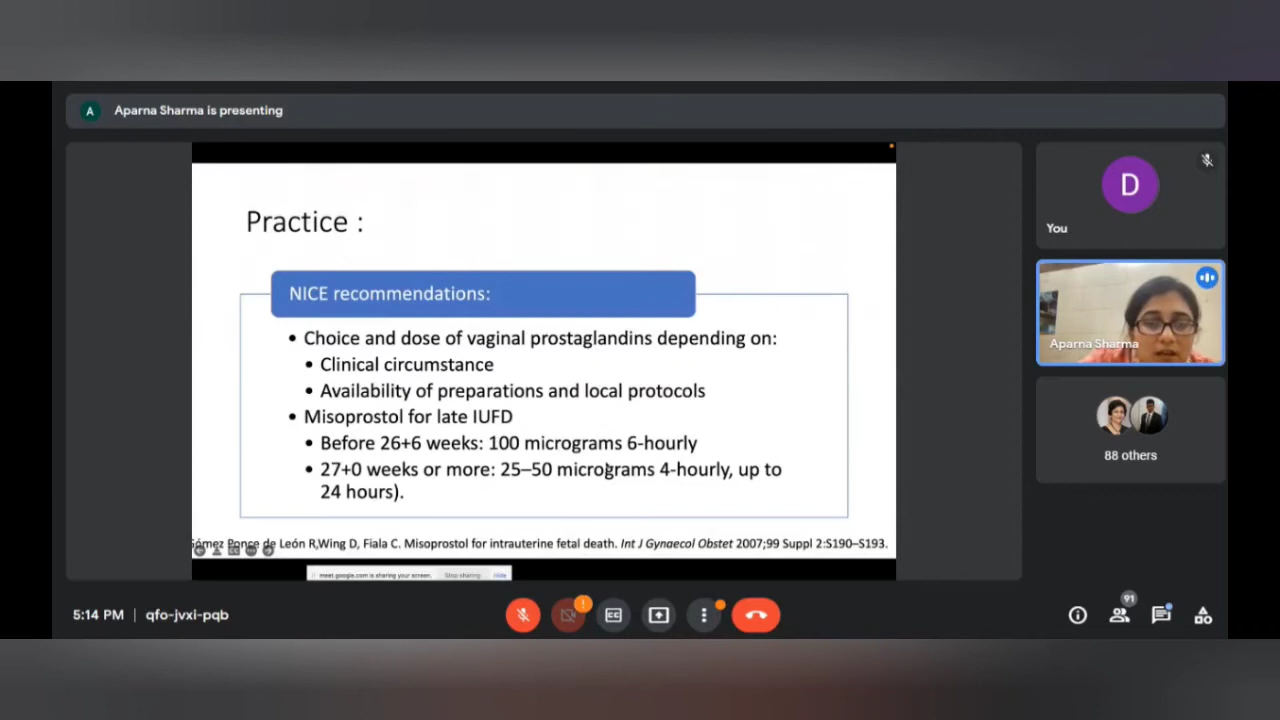 A
Aparna Sharma is presenting
Practice :
NICE recommendations:
• Choice and dose of vaginal prostaglandins depending on:
• Clinical circumstance
• Availability of preparations and local protocols
• Misoprostol for late IUFD
• Before 26+6 weeks: 100 micrograms 6-hourly
• 27+0 weeks or more: 25–50 micrograms 4-hourly, up to
24 hours).
Gómez Ponce de León R,Wing D, Fiala C. Misoprostol for intrauterine fetal death. Int J Gynaecol Obstet 2007;99 Suppl 2:S190–S193.
meet.google.com is sharing your screen. Stop sharing Hide
D
You
Aparna Sharma
88 others
5:14 PM | qfo-jvxi-pqb
CC
91